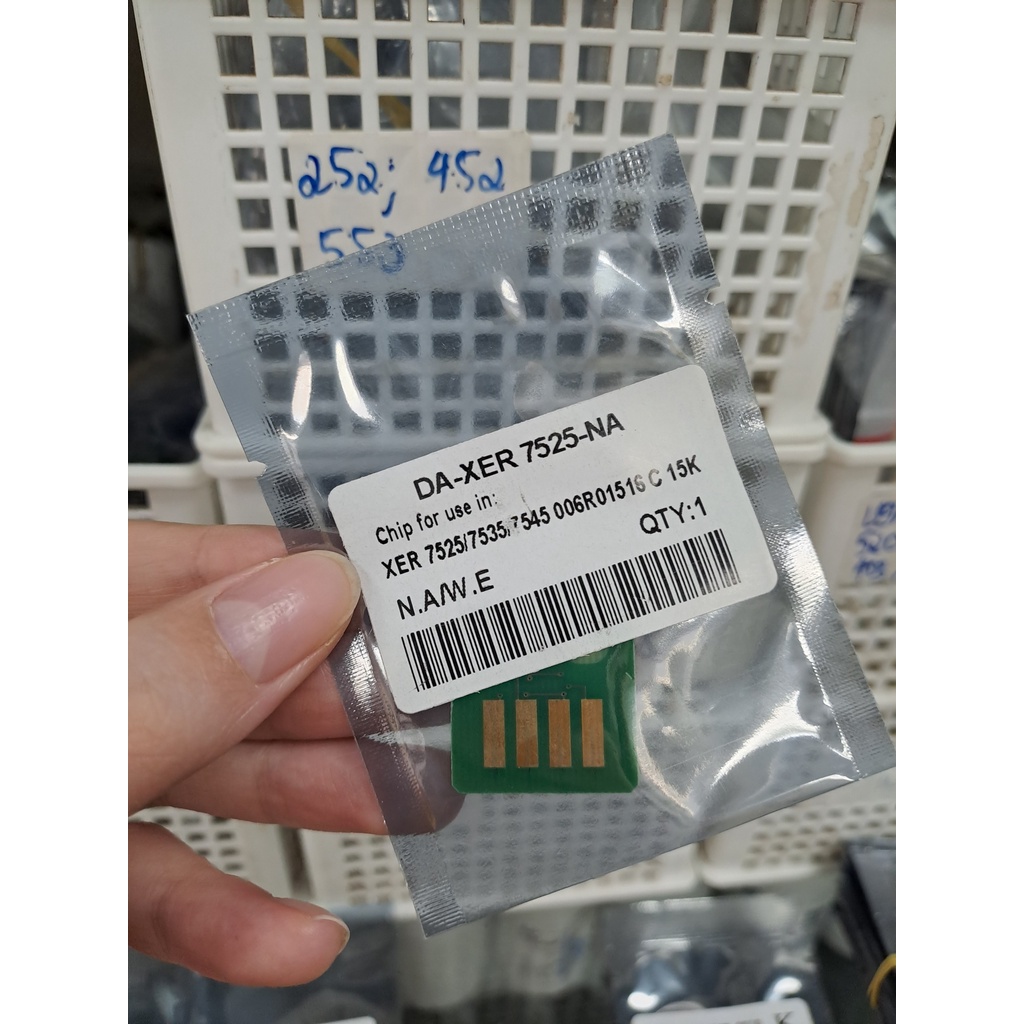 252; 452
553
DA-XER 7525-NA
Chip for use in:
XER 7525/7535/7545 006R01516 C 15K
QTY:1
N.A/W.E
K